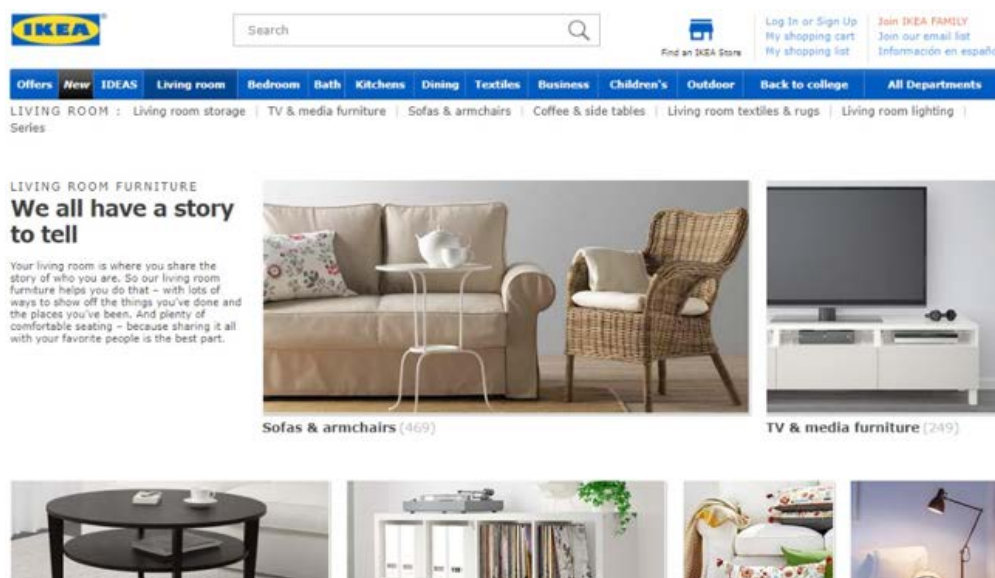 IKEA
Search
Find an IKEA Store
Log In or Sign Up
My shopping cart
My shopping list
Join IKEA FAMILY
Join our email list
Información en españo
Offers New IDEAS Living room Bedroom Bath Kitchens Dining Textiles Business Children's Outdoor Back to college All Departments
LIVING ROOM : Living room storage | TV & media furniture | Sofas & armchairs | Coffee & side tables | Living room textiles & rugs | Living room lighting |
Series
LIVING ROOM FURNITURE
We all have a story
to tell
Your living room is where you share the
story of who you are. So our living room
furniture helps you do that – with lots of
ways to show off the things you've done and
the places you've been. And plenty of
comfortable seating – because sharing it all
with your favorite people is the best part.
Sofas & armchairs (469)
TV & media furniture (249)